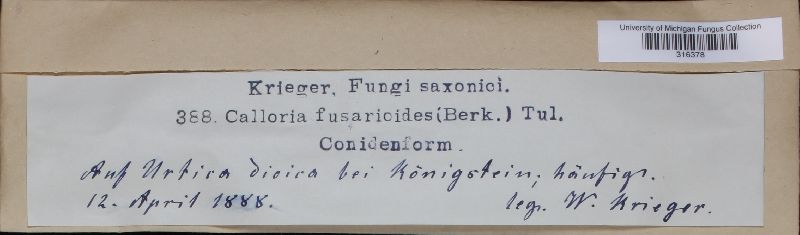 University of Michigan Fungus Collection
316378
Krieger, Fungi saxonici.
388. Calloria fusarioides (Berk.) Tul.
Conidenform.
Auf Urtica dioica bei Königstein; häufig.
12. April 1888. leg. W. Krieger.